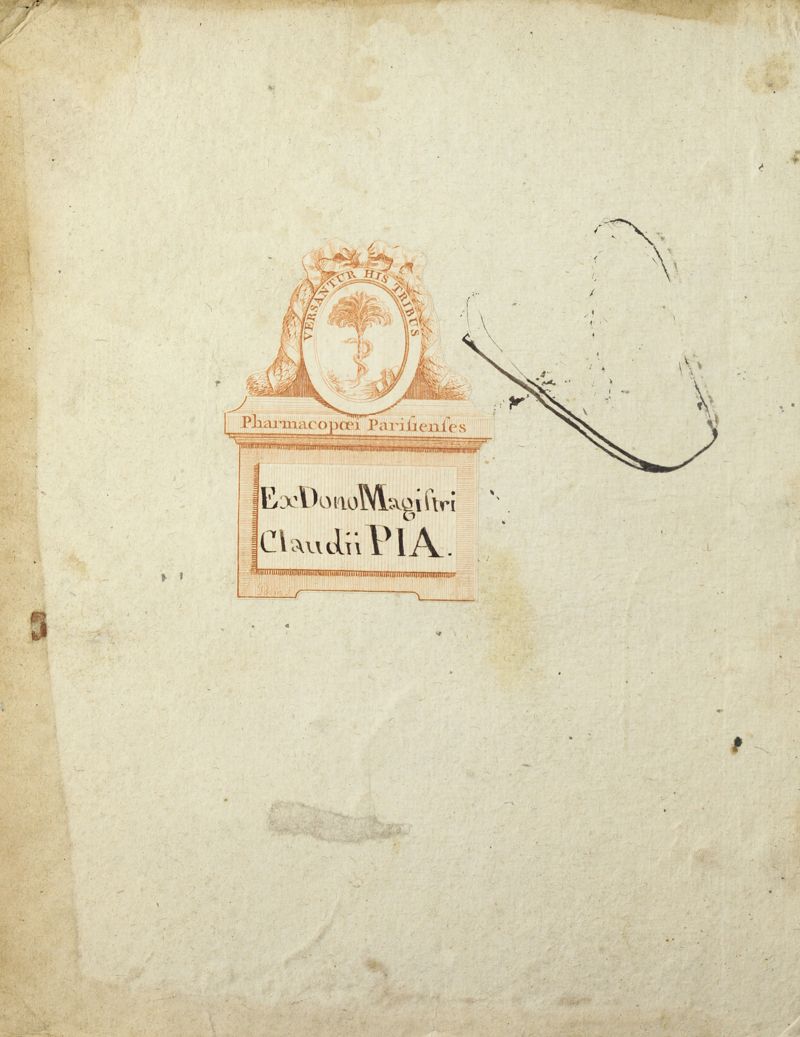 VERSANTUR HIS TRIBUS
Pharmacopœi Pariſienſes
Ex Dono Magiſtri
Claudii PIA.